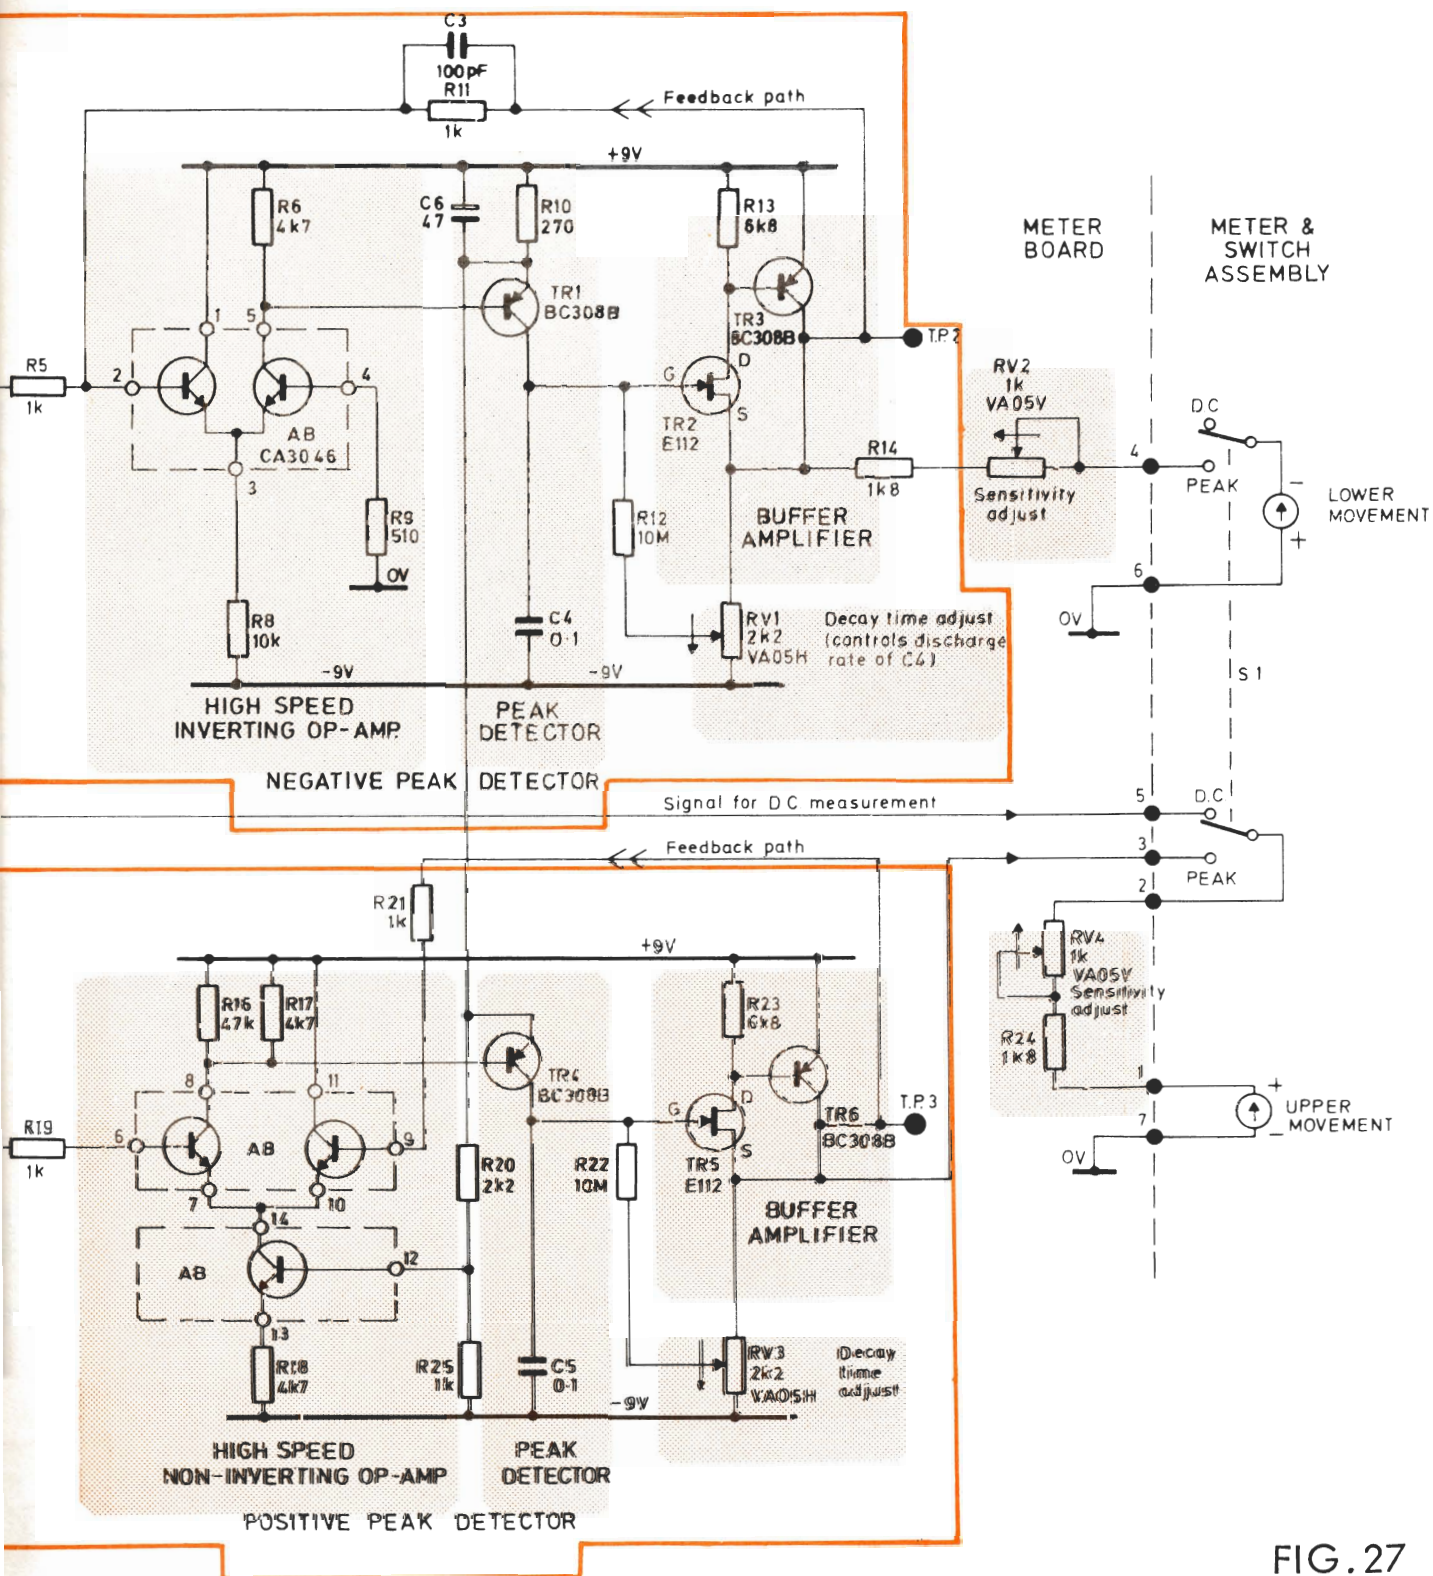 C3
100pF
R11
1k
Feedback path
+9V
R6
4k7
C6
47
R10
270
R13
6k8
TR1
BC308B
TR3
BC308B
T.P.2
METER
BOARD
METER &
SWITCH
ASSEMBLY
1
5
R5
1k
2
4
A8
CA3046
3
G
D
S
TR2
E112
RV2
1k
VA05V
Sensitivity
adjust
R14
1k8
4
D.C
PEAK
-
+
LOWER
MOVEMENT
R9
510
0V
R12
10M
BUFFER
AMPLIFIER
6
0V
R8
10k
C4
0·1
RV1
2k2
VA05H
Decay time adjust
(controls discharge
rate of C4)
-9V
-9V
S1
HIGH SPEED
INVERTING OP-AMP.
PEAK
DETECTOR
NEGATIVE PEAK DETECTOR
Signal for D.C. measurement
5
D.C
Feedback path
3
PEAK
2
R21
1k
+9V
R16
47k
R17
4k7
R23
6k8
RV4
1k
VA05V
Sensitivity
adjust
R24
1k8
TR4
BC308B
8
11
R19
1k
6
A8
9
7
10
G
D
S
TR5
E112
TR6
BC308B
T.P.3
1
7
+
-
UPPER
MOVEMENT
0V
R20
2k2
R22
10M
BUFFER
AMPLIFIER
14
A8
12
13
R18
4k7
R25
1k
C5
0·1
RV3
2k2
VA05H
Decay
time
adjust
-9V
HIGH SPEED
NON-INVERTING OP-AMP
PEAK
DETECTOR
POSITIVE PEAK DETECTOR
FIG. 27